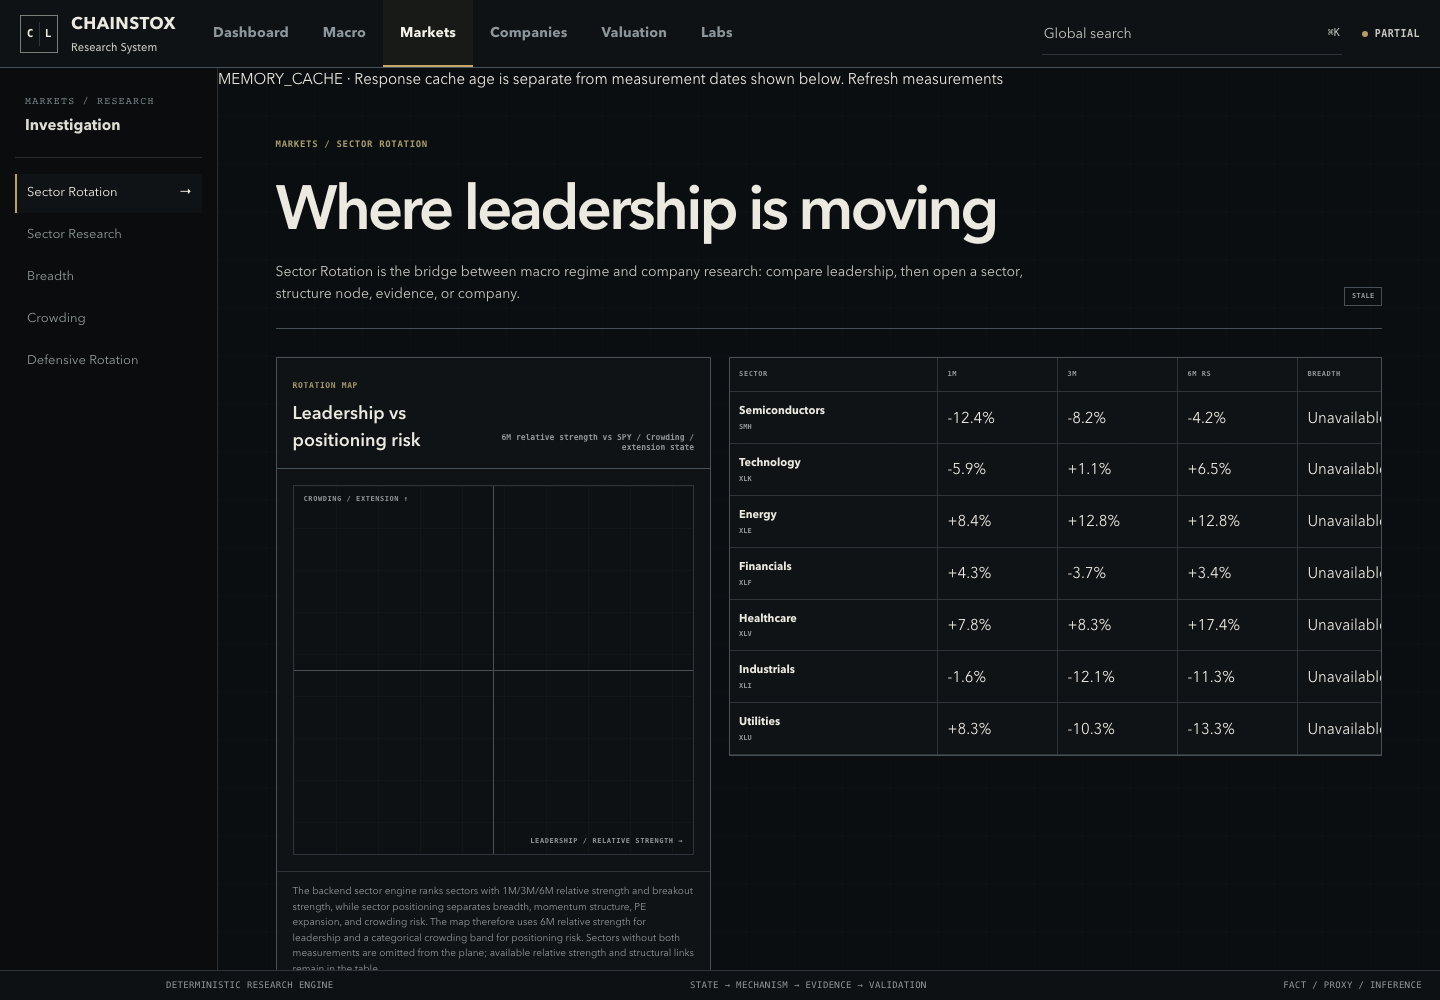 C L
CHAINSTOX
Research System
Dashboard Macro Markets Companies Valuation Labs
Global search ⌘K
PARTIAL
MARKETS / RESEARCH
Investigation
Sector Rotation →
Sector Research
Breadth
Crowding
Defensive Rotation
MEMORY_CACHE · Response cache age is separate from measurement dates shown below. Refresh measurements
MARKETS / SECTOR ROTATION
Where leadership is moving
Sector Rotation is the bridge between macro regime and company research: compare leadership, then open a sector,
structure node, evidence, or company.
STALE
ROTATION MAP
Leadership vs
positioning risk
6M relative strength vs SPY / Crowding /
extension state
CROWDING / EXTENSION ↑
LEADERSHIP / RELATIVE STRENGTH →
The backend sector engine ranks sectors with 1M/3M/6M relative strength and breakout
strength, while sector positioning separates breadth, momentum structure, PE
expansion, and crowding risk. The map therefore uses 6M relative strength for
leadership and a categorical crowding band for positioning risk. Sectors without both
measurements are omitted from the plane; available relative strength and structural links
remain in the table.
SECTOR 1M 3M 6M RS BREADTH
Semiconductors -12.4% -8.2% -4.2% Unavailable
SMH
Technology -5.9% +1.1% +6.5% Unavailable
XLK
Energy +8.4% +12.8% +12.8% Unavailable
XLE
Financials +4.3% -3.7% +3.4% Unavailable
XLF
Healthcare +7.8% +8.3% +17.4% Unavailable
XLV
Industrials -1.6% -12.1% -11.3% Unavailable
XLI
Utilities +8.3% -10.3% -13.3% Unavailable
XLU
DETERMINISTIC RESEARCH ENGINE
STATE → MECHANISM → EVIDENCE → VALIDATION
FACT / PROXY / INFERENCE